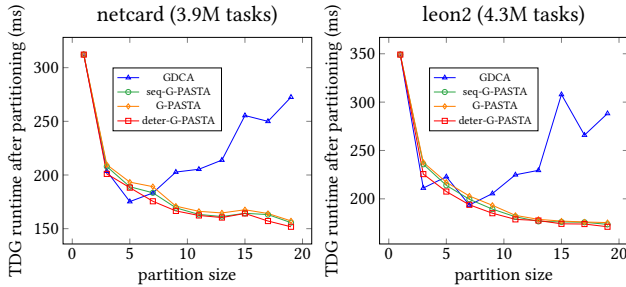 netcard (3.9M tasks)
TDG runtime after partitioning (ms)
300
250
200
150
GDCA
seq-G-PASTA
G-PASTA
deter-G-PASTA
0 5 10 15 20
partition size
leon2 (4.3M tasks)
TDG runtime after partitioning (ms)
350
300
250
200
GDCA
seq-G-PASTA
G-PASTA
deter-G-PASTA
0 5 10 15 20
partition size